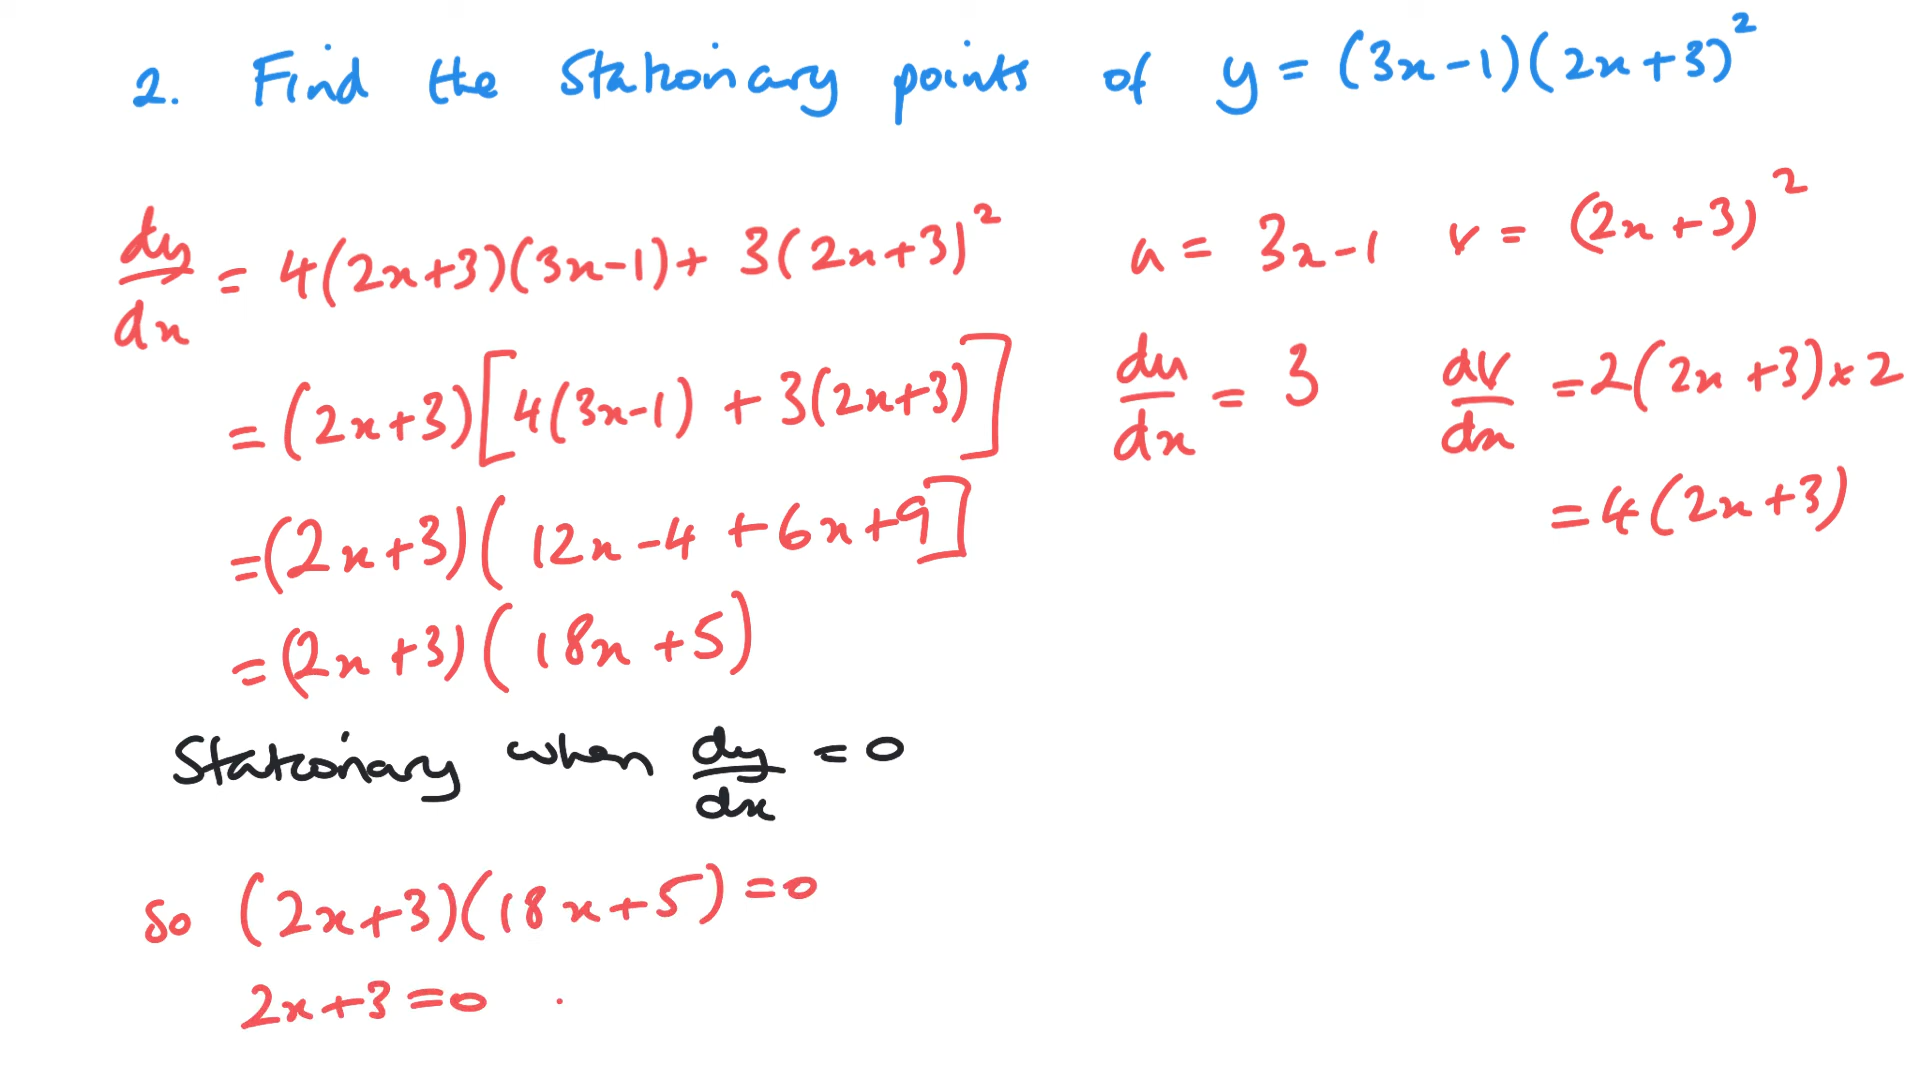 2. Find the stationary points of y = (3x-1)(2x+3)²
dy/dx = 4(2x+3)(3x-1) + 3(2x+3)²
= (2x+3)[4(3x-1) + 3(2x+3)]
= (2x+3)(12x-4 + 6x+9]
= (2x+3)(18x+5)
u = 3x-1 v = (2x+3)²
du/dx = 3 dv/dx = 2(2x+3)×2
= 4(2x+3)
Stationary when dy/dx = 0
So (2x+3)(18x+5) = 0
2x+3 = 0